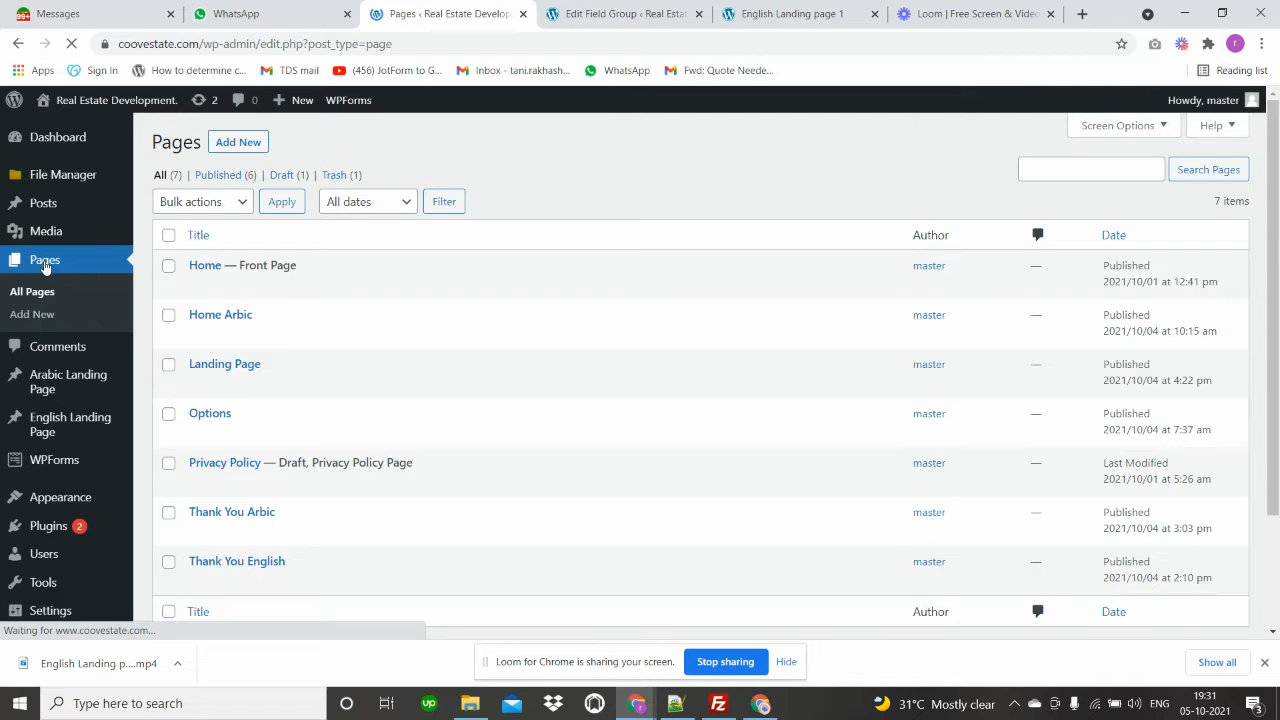 99+ Messages
WhatsApp
Pages ‹ Real Estate Develop
Edit Field Group ‹ Real Estate
English Landing page 1
Loom | Free Screen & Video
coovestate.com/wp-admin/edit.php?post_type=page
Apps
Sign In
How to determine c...
TDS mail
(456) JotForm to G...
Inbox - tani.rakhash...
WhatsApp
Fwd: Quote Neede...
Reading list
Real Estate Development.
2
0
New
WPForms
Howdy, master
Dashboard
File Manager
Posts
Media
Pages
All Pages
Add New
Comments
Arabic Landing
Page
English Landing
Page
WPForms
Appearance
Plugins 2
Users
Tools
Settings
Pages
Add New
Screen Options
Help
All (7) | Published (6) | Draft (1) | Trash (1)
Search Pages
Bulk actions
Apply
All dates
Filter
7 items
Title
Author
Date
Home — Front Page
master
—
Published
2021/10/01 at 12:41 pm
Home Arbic
master
—
Published
2021/10/04 at 10:15 am
Landing Page
master
—
Published
2021/10/04 at 4:22 pm
Options
master
—
Published
2021/10/04 at 7:37 am
Privacy Policy — Draft, Privacy Policy Page
master
—
Last Modified
2021/10/01 at 5:26 am
Thank You Arbic
master
—
Published
2021/10/04 at 3:03 pm
Thank You English
master
—
Published
2021/10/04 at 2:10 pm
Title
Author
Date
Waiting for www.coovestate.com...
English Landing p....mp4
Loom for Chrome is sharing your screen.
Stop sharing
Hide
Show all
Type here to search
up
31°C Mostly clear
ENG
19:31
05-10-2021
3